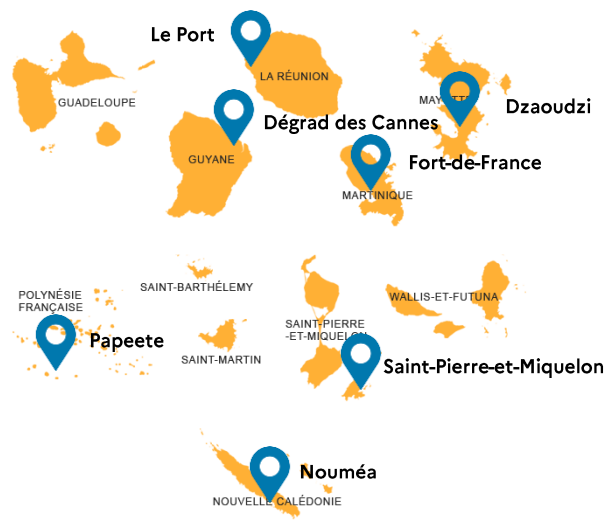 Le Port
LA RÉUNION
GUADELOUPE
MAYOTTE
Dzaoudzi
Dégrad des Cannes
GUYANE
Fort-de-France
MARTINIQUE
POLYNÉSIE
FRANÇAISE
SAINT-BARTHÉLEMY
WALLIS-ET-FUTUNA
SAINT-PIERRE
-ET-MIQUELON
Papeete
SAINT-MARTIN
Saint-Pierre-et-Miquelon
Nouméa
NOUVELLE CALÉDONIE